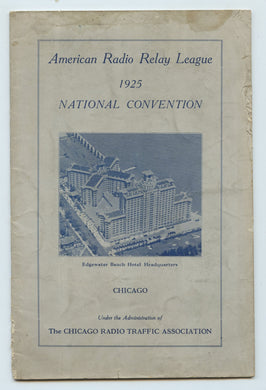 American Radio Relay League
1925
NATIONAL CONVENTION
Edgewater Beach Hotel Headquarters
CHICAGO
Under the Administration of
The CHICAGO RADIO TRAFFIC ASSOCIATION